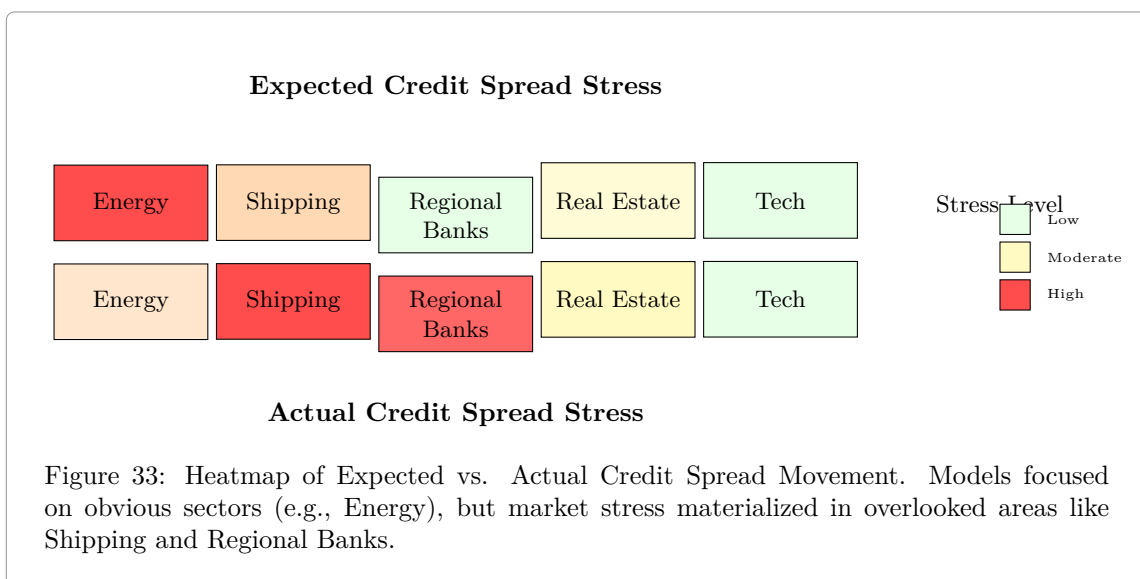 Expected Credit Spread Stress
Energy
Shipping
Regional
Banks
Real Estate
Tech
Stress Level
Low
Moderate
High
Energy
Shipping
Regional
Banks
Real Estate
Tech
Actual Credit Spread Stress
Figure 33: Heatmap of Expected vs. Actual Credit Spread Movement. Models focused
on obvious sectors (e.g., Energy), but market stress materialized in overlooked areas like
Shipping and Regional Banks.